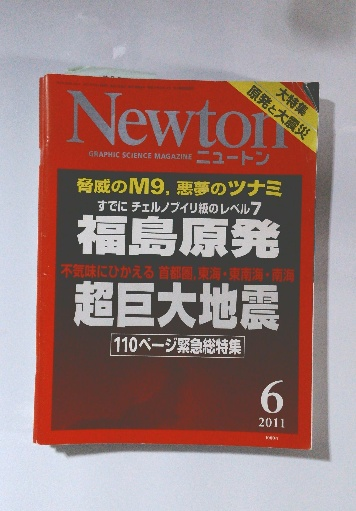 大特集
原発と大震災
Newton
GRAPHIC SCIENCE MAGAZINE ニュートン
脅威のM9, 悪夢のツナミ
すでに チェルノブイリ級のレベル7
福島原発
不気味にひかえる 首都圏,東海・東南海・南海
超巨大地震
110ページ緊急総特集
6
2011